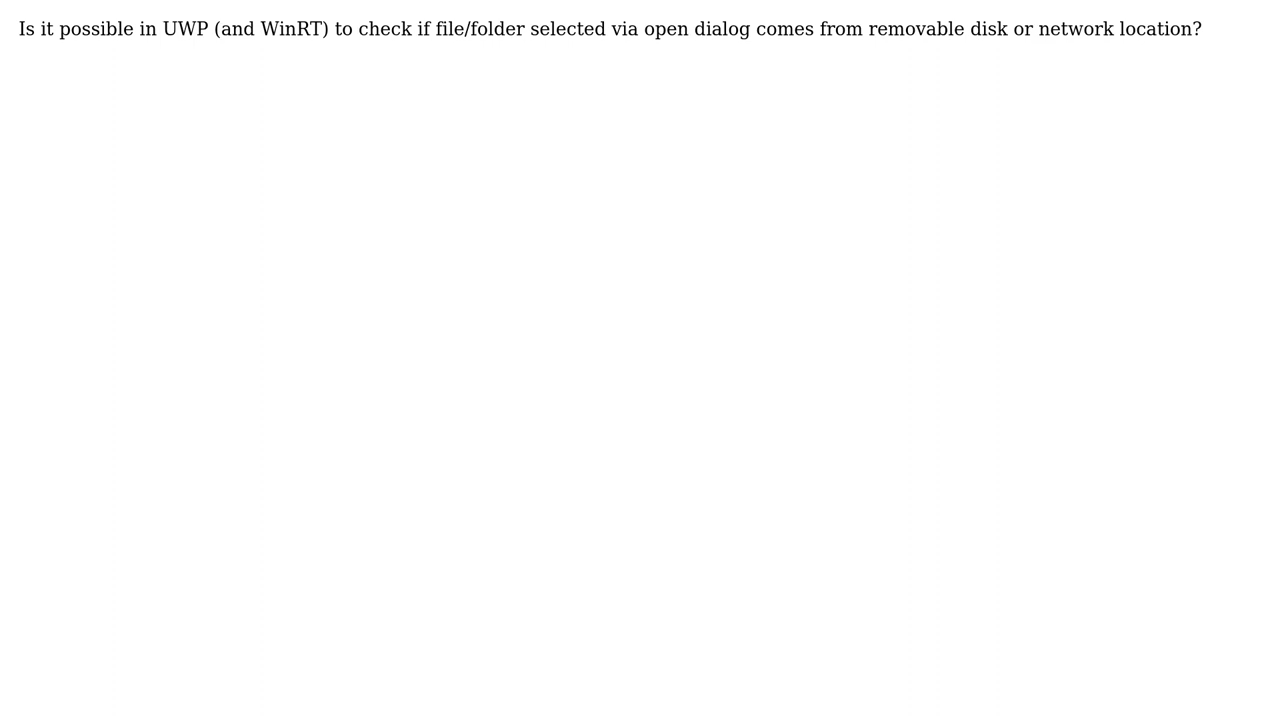 Is it possible in UWP (and WinRT) to check if file/folder selected via open dialog comes from removable disk or network location?